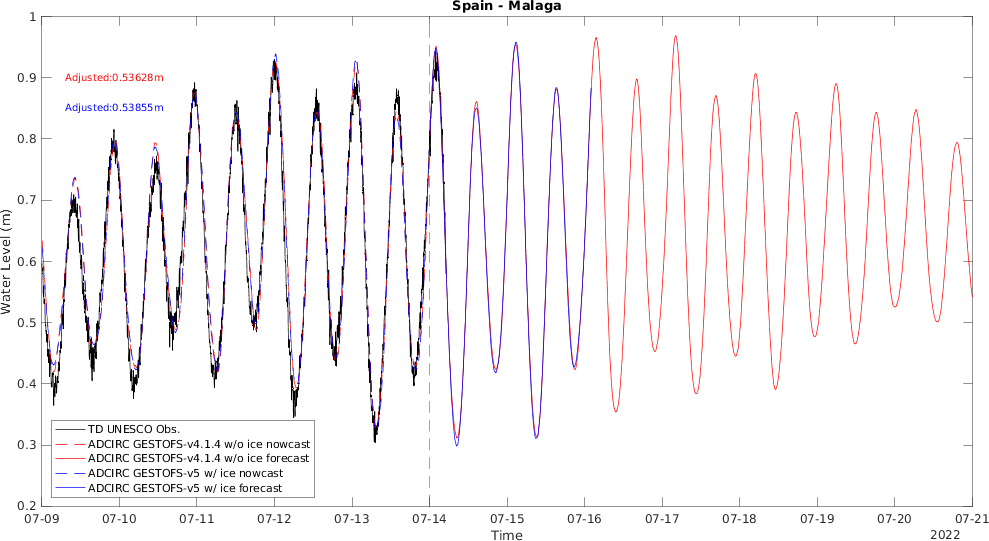 Spain - Malaga
Water Level (m)
1
0.9
0.8
0.7
0.6
0.5
0.4
0.3
0.2
Adjusted:0.53628m
Adjusted:0.53855m
TD UNESCO Obs.
ADCIRC GESTOFS-v4.1.4 w/o ice nowcast
ADCIRC GESTOFS-v4.1.4 w/o ice forecast
ADCIRC GESTOFS-v5 w/ ice nowcast
ADCIRC GESTOFS-v5 w/ ice forecast
07-09 07-10 07-11 07-12 07-13 07-14 07-15 07-16 07-17 07-18 07-19 07-20 07-21
Time
2022